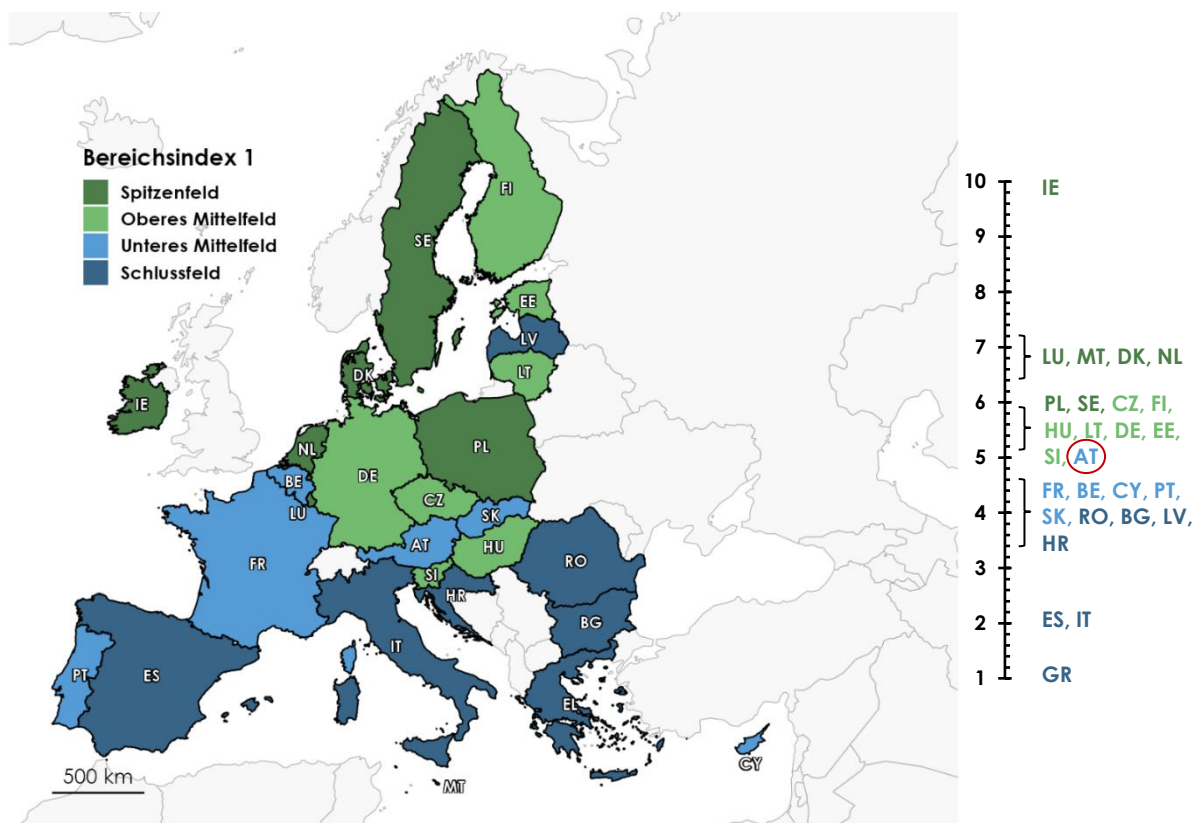 Bereichsindex 1
Spitzenfeld
Oberes Mittelfeld
Unteres Mittelfeld
Schlussfeld
FI
SE
EE
LV
LT
DK
IE
NL
PL
DE
BE
LU
CZ
SK
AT
HU
FR
SI
HR
RO
BG
IT
PT
ES
EL
CY
MT
500 km
10
9
8
7
6
5
4
3
2
1
IE
LU, MT, DK, NL
PL, SE, CZ, FI,
HU, LT, DE, EE,
SI, AT
FR, BE, CY, PT,
SK, RO, BG, LV,
HR
ES, IT
GR